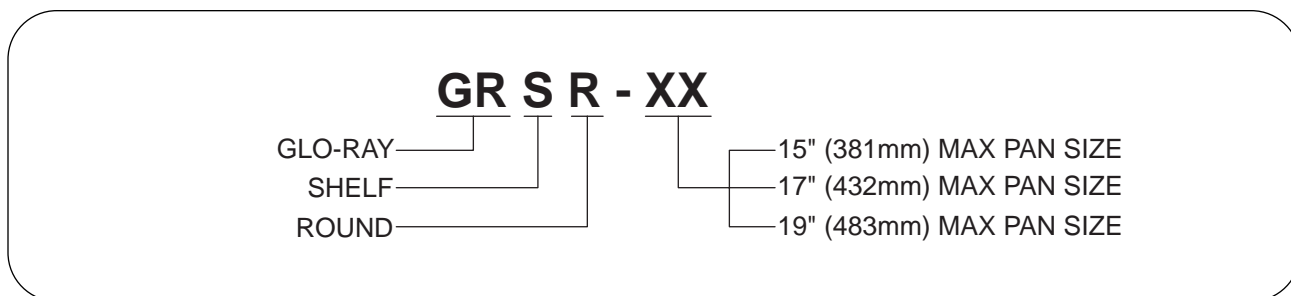 GR S R - XX
GLO-RAY
SHELF
ROUND
15" (381mm) MAX PAN SIZE
17" (432mm) MAX PAN SIZE
19" (483mm) MAX PAN SIZE